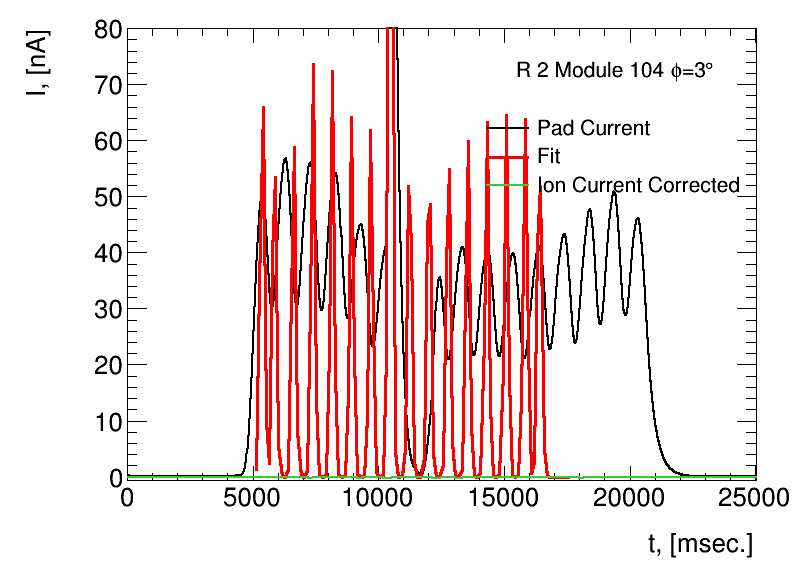 I, [nA]
80
70
60
50
40
30
20
10
0
R 2 Module 104 ϕ=3°
Pad Current
Fit
Ion Current Corrected
0 5000 10000 15000 20000 25000
t, [msec.]